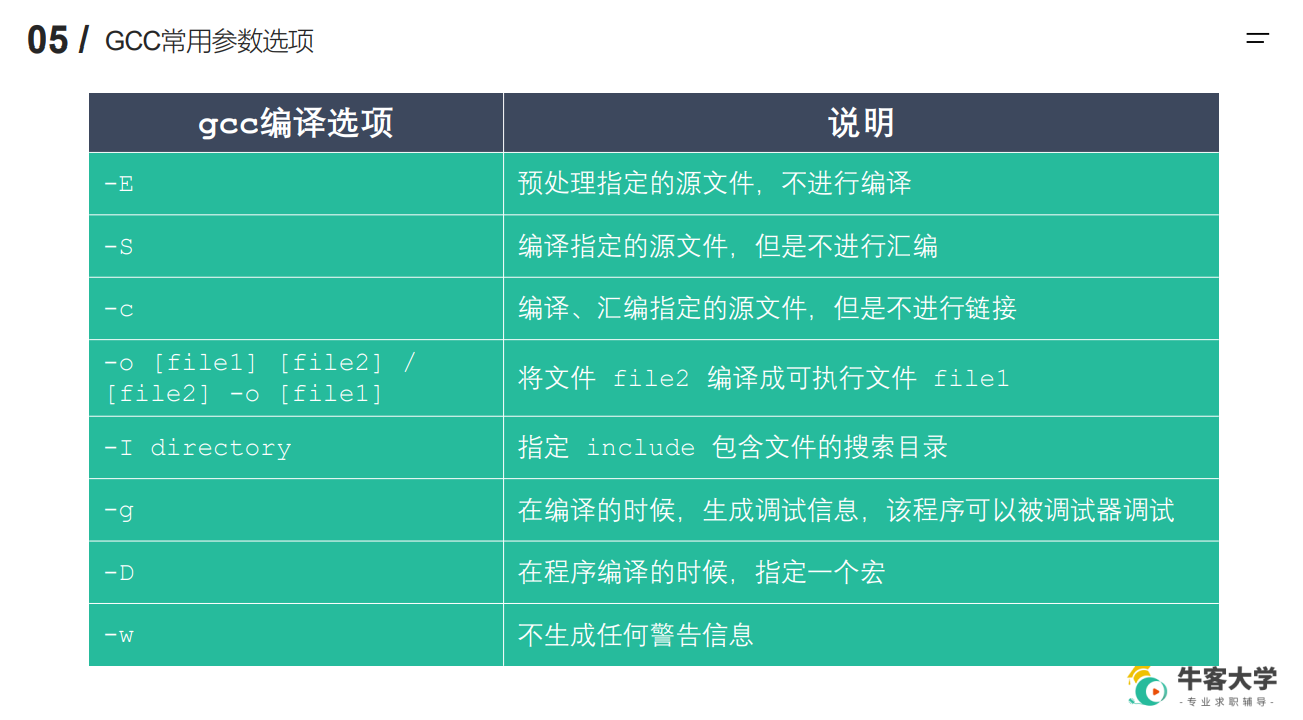 05 / GCC常用参数选项
gcc编译选项 说明
-E 预处理指定的源文件，不进行编译
-S 编译指定的源文件，但是不进行汇编
-c 编译、汇编指定的源文件，但是不进行链接
-o [file1] [file2] /
[file2] -o [file1]
将文件 file2 编译成可执行文件 file1
-I directory 指定 include 包含文件的搜索目录
-g 在编译的时候，生成调试信息，该程序可以被调试器调试
-D 在程序编译的时候，指定一个宏
-w 不生成任何警告信息
牛客大学
-专业求职辅导-